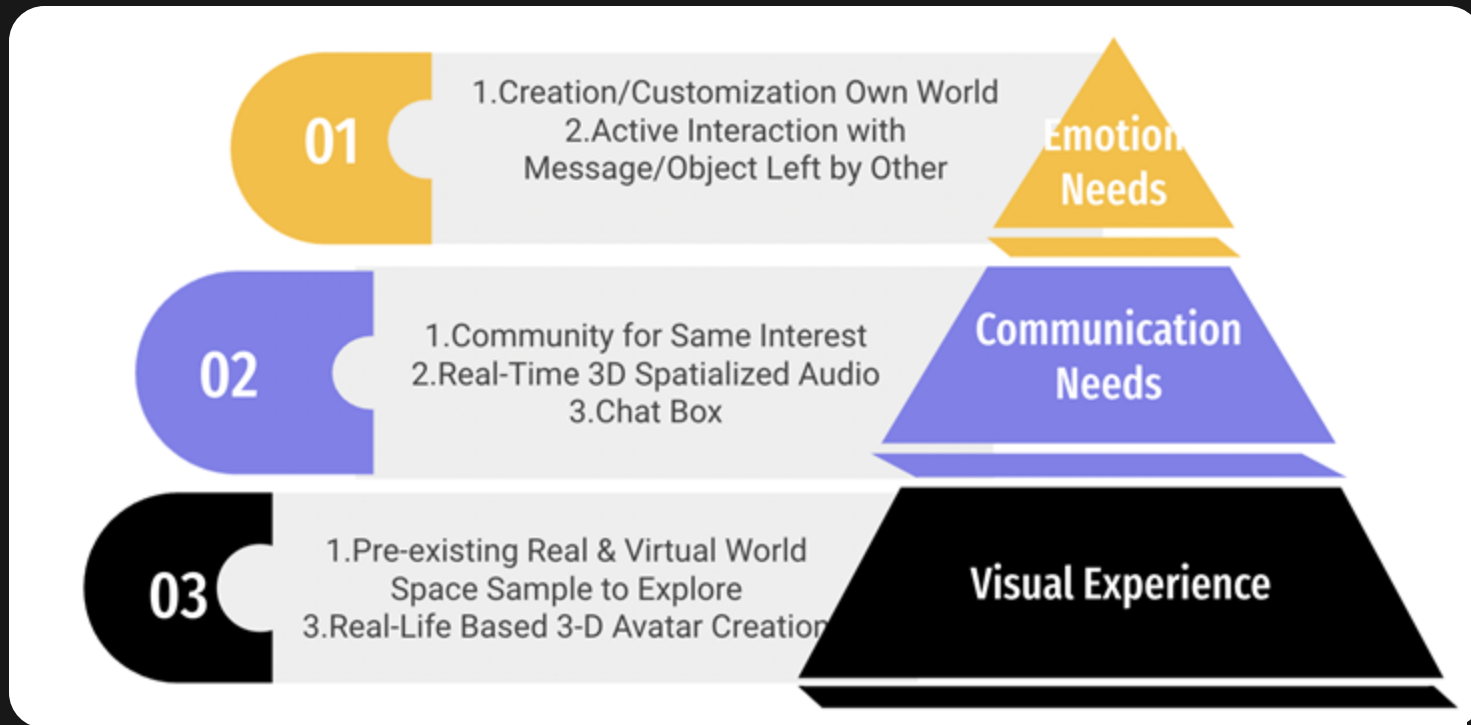 01
1.Creation/Customization Own World
2.Active Interaction with
Message/Object Left by Other
Emotion
Needs
02
1.Community for Same Interest
2.Real-Time 3D Spatialized Audio
3.Chat Box
Communication
Needs
03
1.Pre-existing Real & Virtual World
Space Sample to Explore
3.Real-Life Based 3-D Avatar Creation
Visual Experience